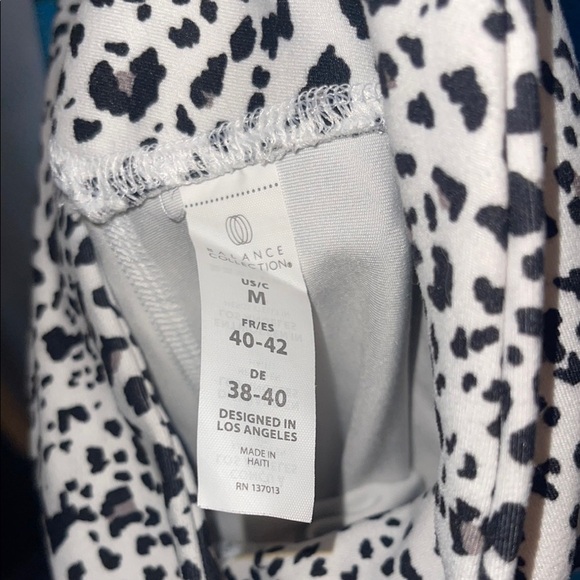 BALANCE
COLLECTION®
US/C
M
FR/ES
40-42
DE
38-40
DESIGNED IN
LOS ANGELES
MADE IN
HAITI
RN 137013